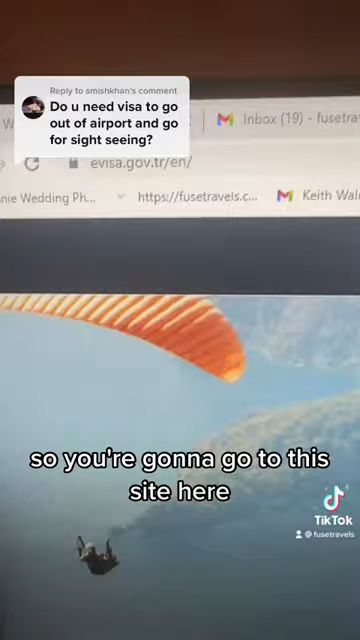 Reply to smishkhan's comment
Do u need visa to go
out of airport and go
for sight seeing?
W
Inbox (19) - fusetra
evisa.gov.tr/en/
nie Wedding Ph...
https://fusetravels.c...
Keith Wal
so you're gonna go to this
site here
TikTok
@fusetravels